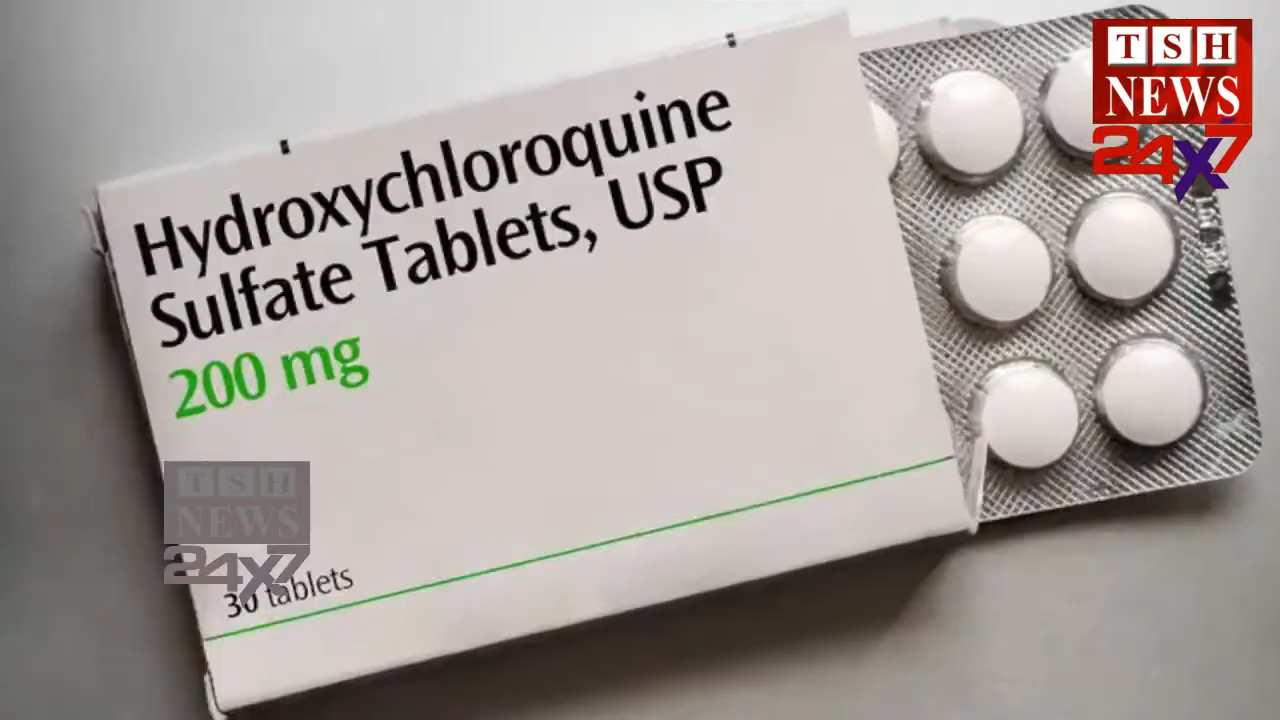 Hydroxychloroquine
Sulfate Tablets, USP
200 mg
30 tablets
TSH
NEWS
24x7
TSH
NEWS
24x7